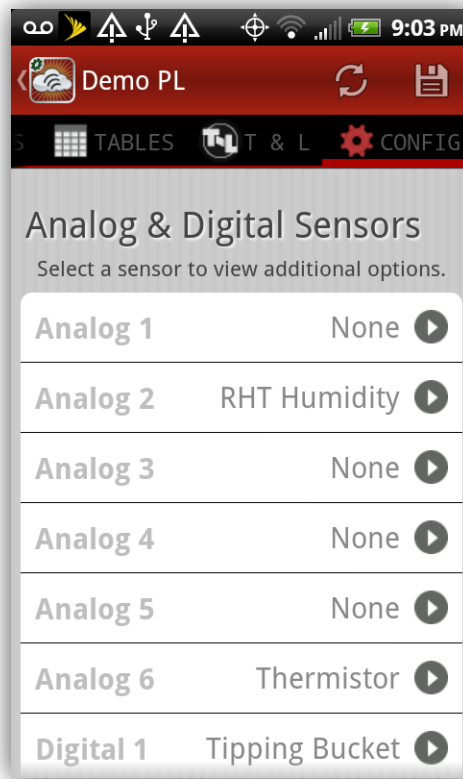 9:03 PM
Demo PL
S TABLES T&L T & L CONFIG
Analog & Digital Sensors
Select a sensor to view additional options.
Analog 1 None
Analog 2 RHT Humidity
Analog 3 None
Analog 4 None
Analog 5 None
Analog 6 Thermistor
Digital 1 Tipping Bucket